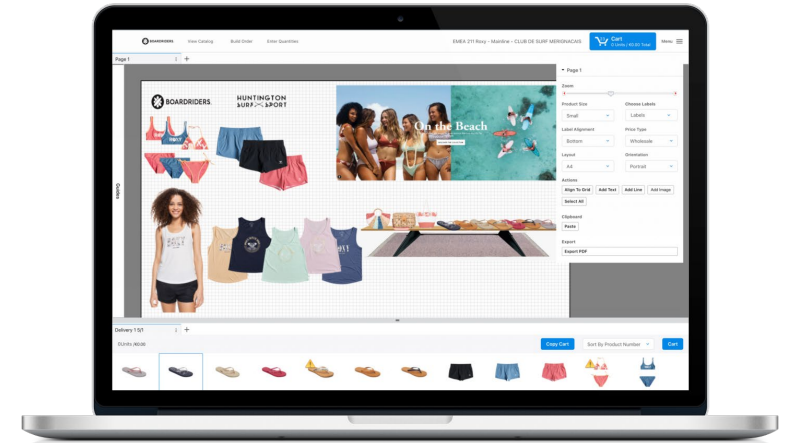 BOARDRIDERS
View Catalog
Build Order
Enter Quantities
EMEA 211 Roxy - Mainline - CLUB DE SURF MERIGNACAIS
Cart
0 Units / €0.00 Total
Menu
Page 1
+
Page 1
Zoom
Product Size
Choose Labels
Small
Labels
Label Alignment
Price Type
Bottom
Wholesale
Layout
Orientation
A4
Portrait
Actions
Align To Grid
Add Text
Add Line
Add Image
Select All
Clipboard
Paste
Export
Export PDF
Guides
BOARDRIDERS
HUNTINGTON
SURF SPORT
On the Beach
Delivery 1 5/1
+
0Units /€0.00
Copy Cart
Sort By Product Number
Cart